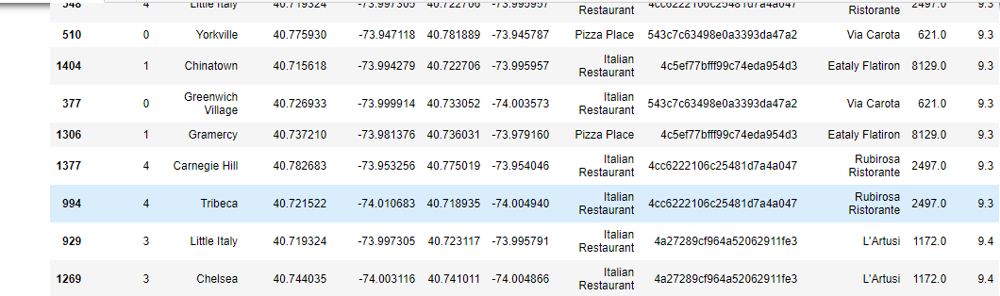 348 4 Little Italy 40.719324 -73.997305 40.722706 -73.995957 Restaurant 4cc6222106c25481d7a4a047 Ristorante 2497.0 9.3
510 0 Yorkville 40.775930 -73.947118 40.781889 -73.945787 Pizza Place 543c7c63498e0a3393da47a2 Via Carota 621.0 9.3
1404 1 Chinatown 40.715618 -73.994279 40.722706 -73.995957 Italian Restaurant 4c5ef77bfff99c74eda954d3 Eataly Flatiron 8129.0 9.3
377 0 Greenwich Village 40.726933 -73.999914 40.733052 -74.003573 Italian Restaurant 543c7c63498e0a3393da47a2 Via Carota 621.0 9.3
1306 1 Gramercy 40.737210 -73.981376 40.736031 -73.979160 Pizza Place 4c5ef77bfff99c74eda954d3 Eataly Flatiron 8129.0 9.3
1377 4 Carnegie Hill 40.782683 -73.953256 40.775019 -73.954046 Italian Restaurant 4cc6222106c25481d7a4a047 Rubirosa Ristorante 2497.0 9.3
994 4 Tribeca 40.721522 -74.010683 40.718935 -74.004940 Italian Restaurant 4cc6222106c25481d7a4a047 Rubirosa Ristorante 2497.0 9.3
929 3 Little Italy 40.719324 -73.997305 40.723117 -73.995791 Italian Restaurant 4a27289cf964a52062911fe3 L'Artusi 1172.0 9.4
1269 3 Chelsea 40.744035 -74.003116 40.741011 -74.004866 Italian Restaurant 4a27289cf964a52062911fe3 L'Artusi 1172.0 9.4